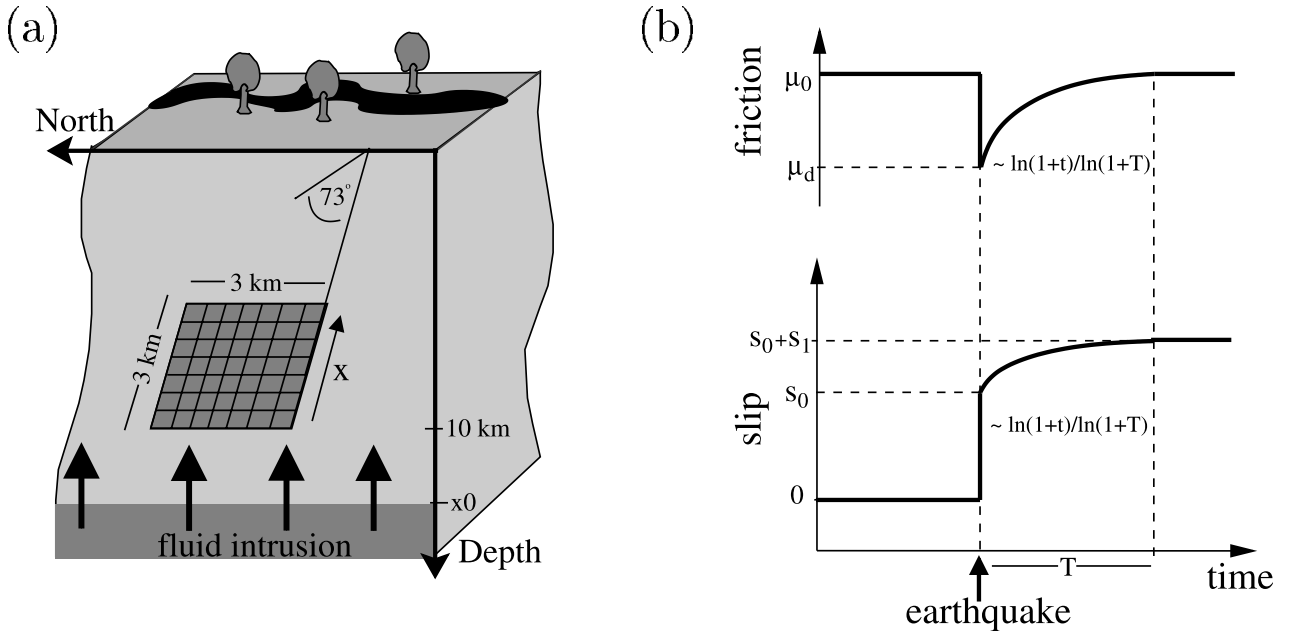 (a)
North
73°
3 km
3 km
x
10 km
x0
fluid intrusion
Depth
(b)
friction
μ0
μd
~ ln(1+t)/ln(1+T)
slip
s0+s1
s0
~ ln(1+t)/ln(1+T)
0
T
time
earthquake